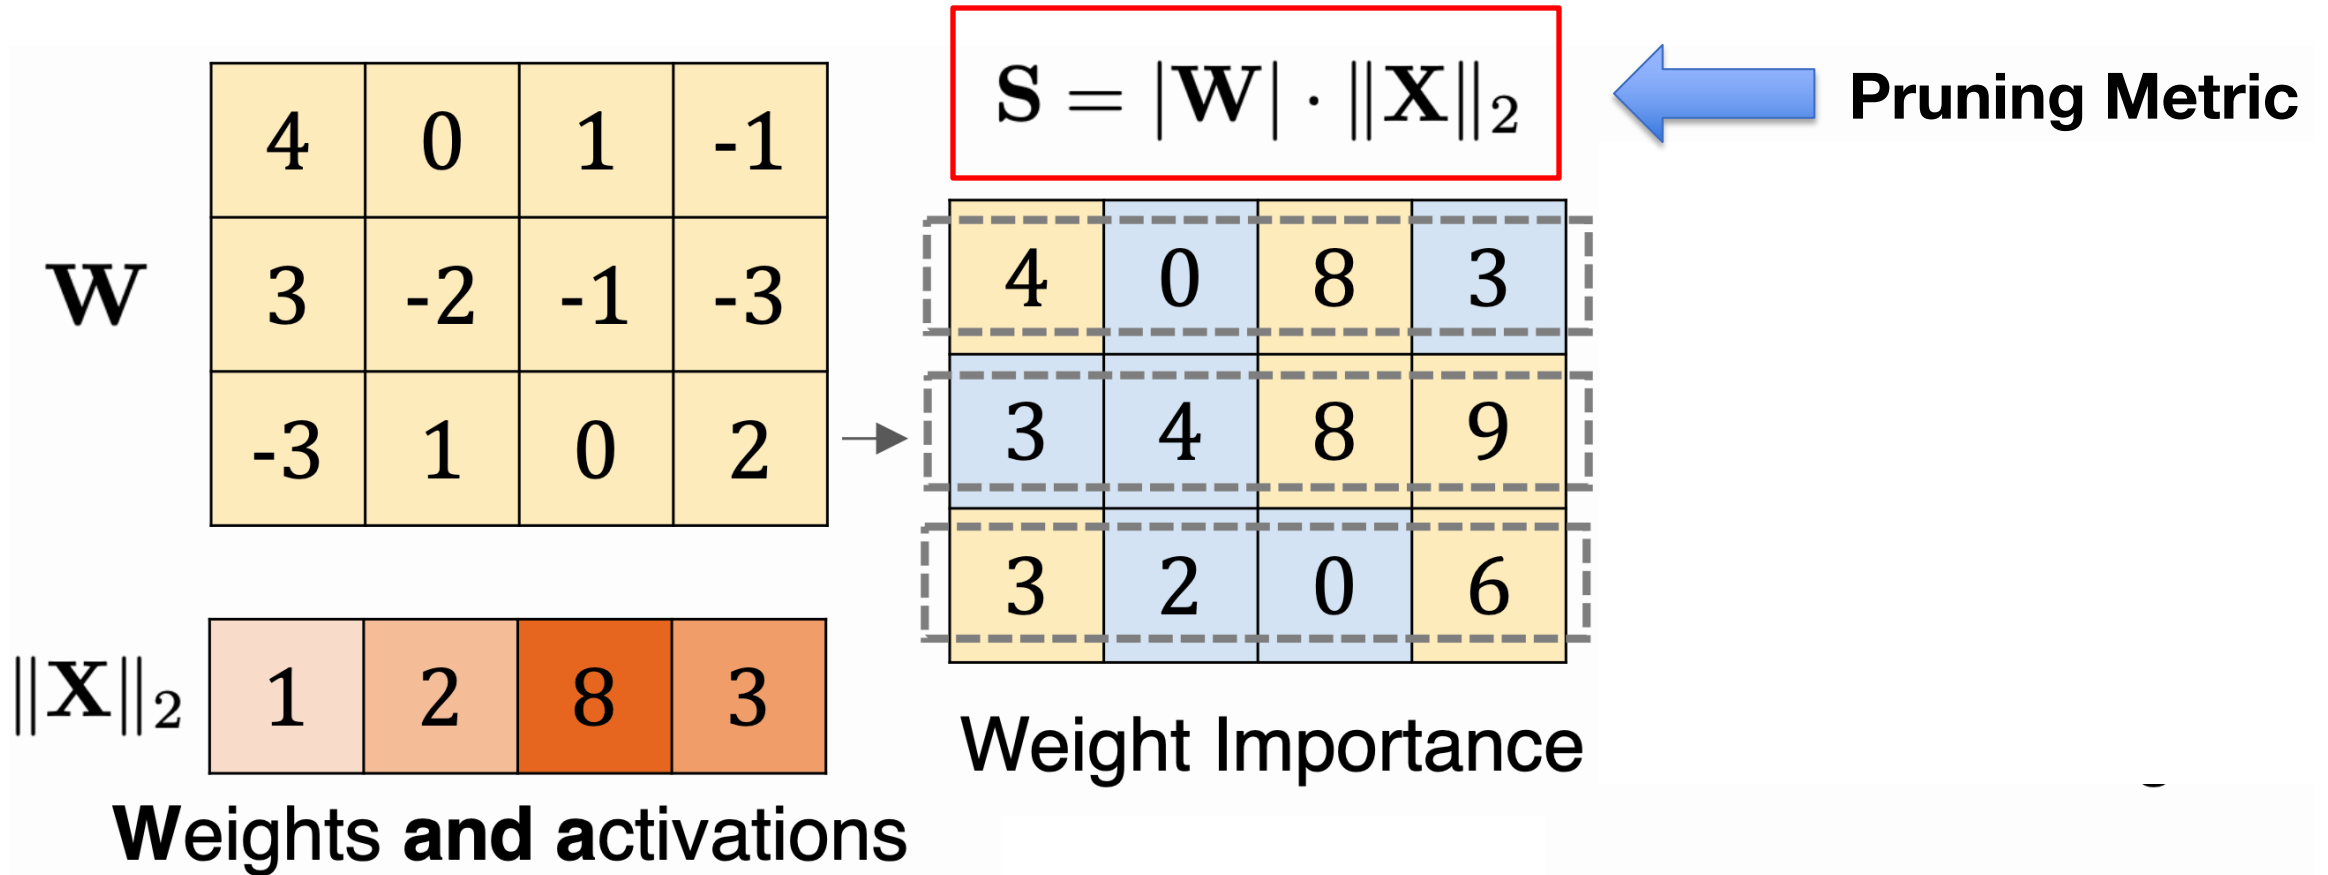 S = |W| · ‖X‖₂
Pruning Metric
W
4 0 1 -1
3 -2 -1 -3
-3 1 0 2
‖X‖₂
1 2 8 3
Weights and activations
4 0 8 3
3 4 8 9
3 2 0 6
Weight Importance